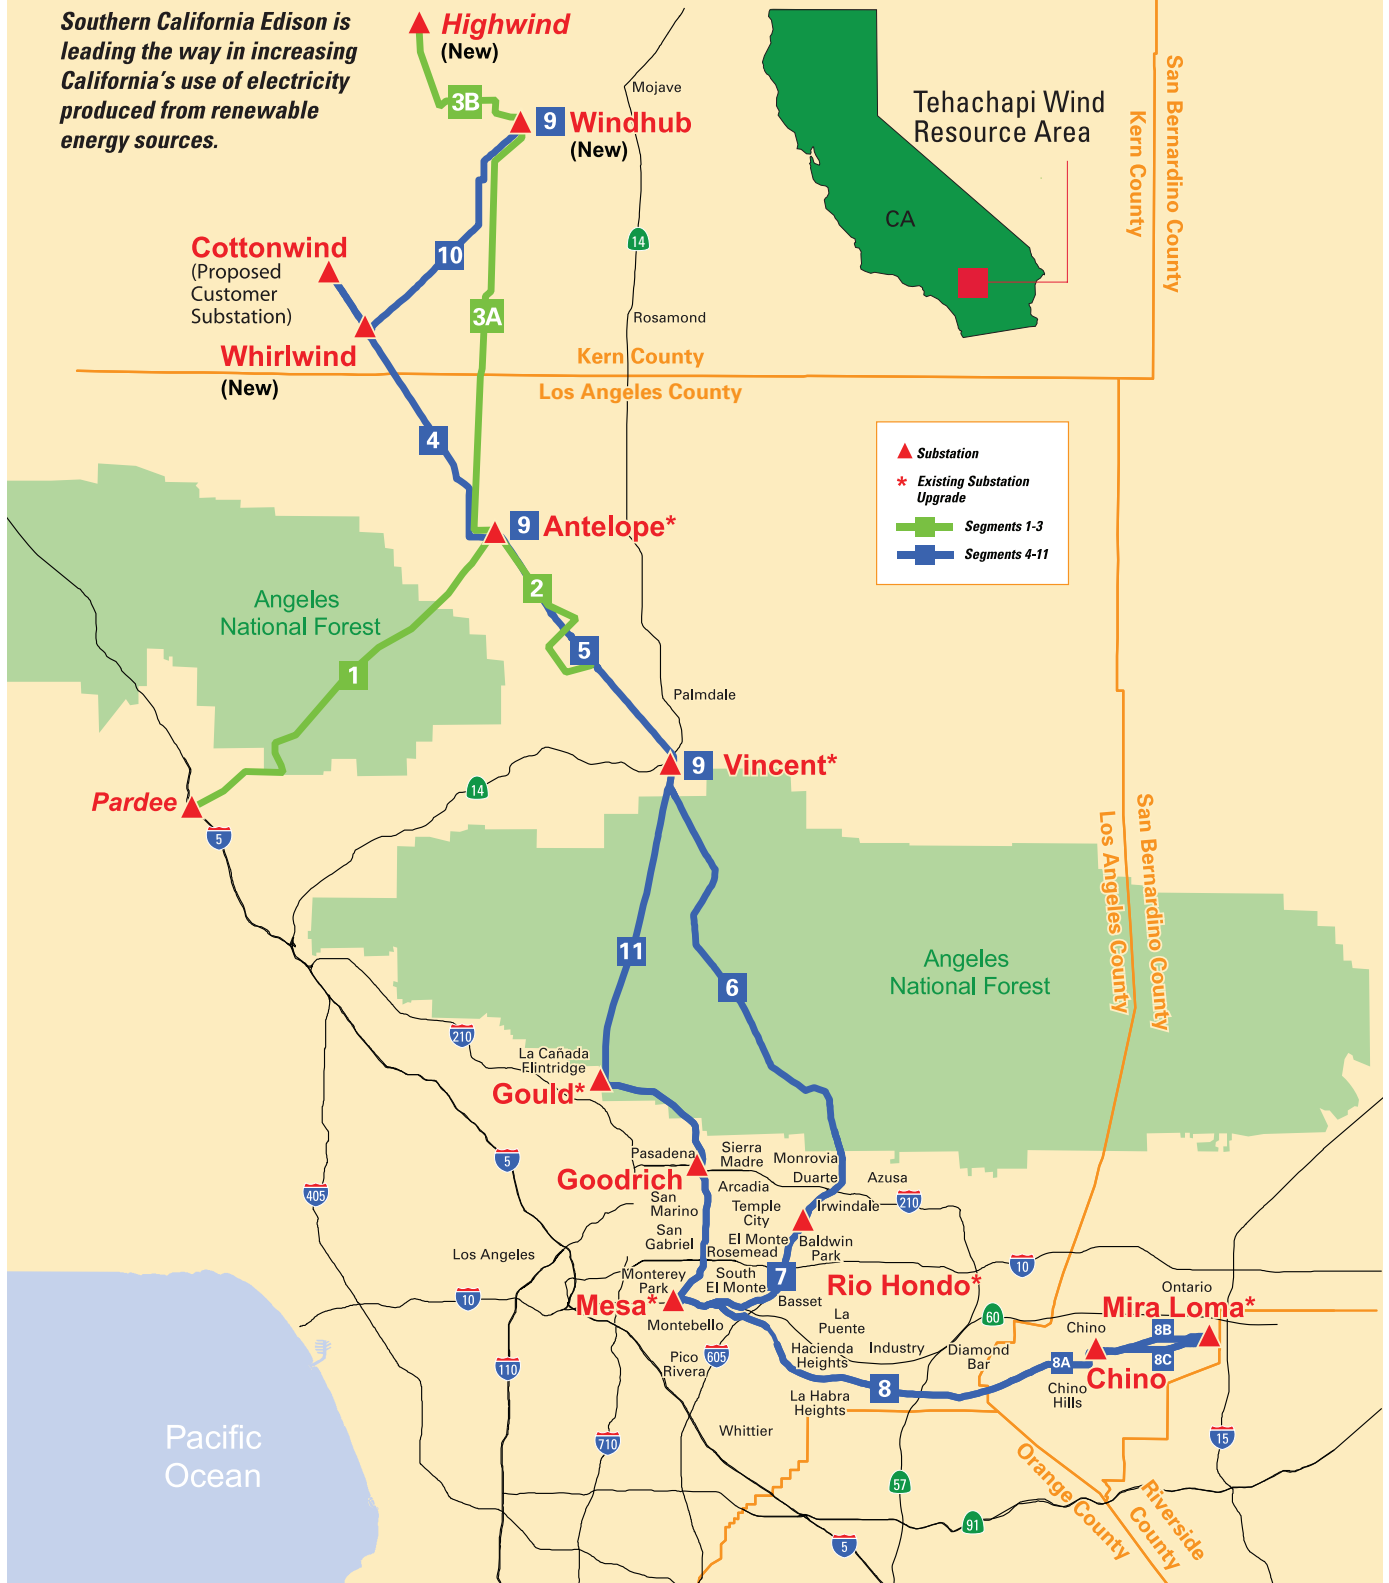 Southern California Edison is
leading the way in increasing
California's use of electricity
produced from renewable
energy sources.
Highwind
(New)
3B
9 Windhub
(New)
Mojave
Tehachapi Wind
Resource Area
CA
Kern County
San Bernardino County
14
Cottonwind
(Proposed
Customer
Substation)
10
3A
Rosamond
Whirlwind
(New)
Kern County
Los Angeles County
4
Substation
* Existing Substation
Upgrade
Segments 1-3
Segments 4-11
9 Antelope*
2
Angeles
National Forest
5
1
Palmdale
9 Vincent*
14
Pardee
5
Los Angeles County
San Bernardino County
11
6
Angeles
National Forest
210
La Cañada
Flintridge
Gould*
Pasadena
Sierra
Madre
Monrovia
5
Goodrich
Arcadia
Duarte
Azusa
405
San
Marino
Temple
City
Irwindale
210
San
Gabriel
El Monte
Rosemead
Baldwin
Park
Los Angeles
Monterey
Park
South
El Monte
7
Rio Hondo*
10
Ontario
10
Mesa*
Basset
Mira Loma*
Montebello
La
Puente
60
Chino
8B
Pico
Rivera
605
Hacienda
Heights
Industry
Diamond
Bar
8A
8C
Chino
110
8
La Habra
Heights
Chino
Hills
Whittier
710
15
Pacific
Ocean
57
Orange County
Riverside
County
91
5